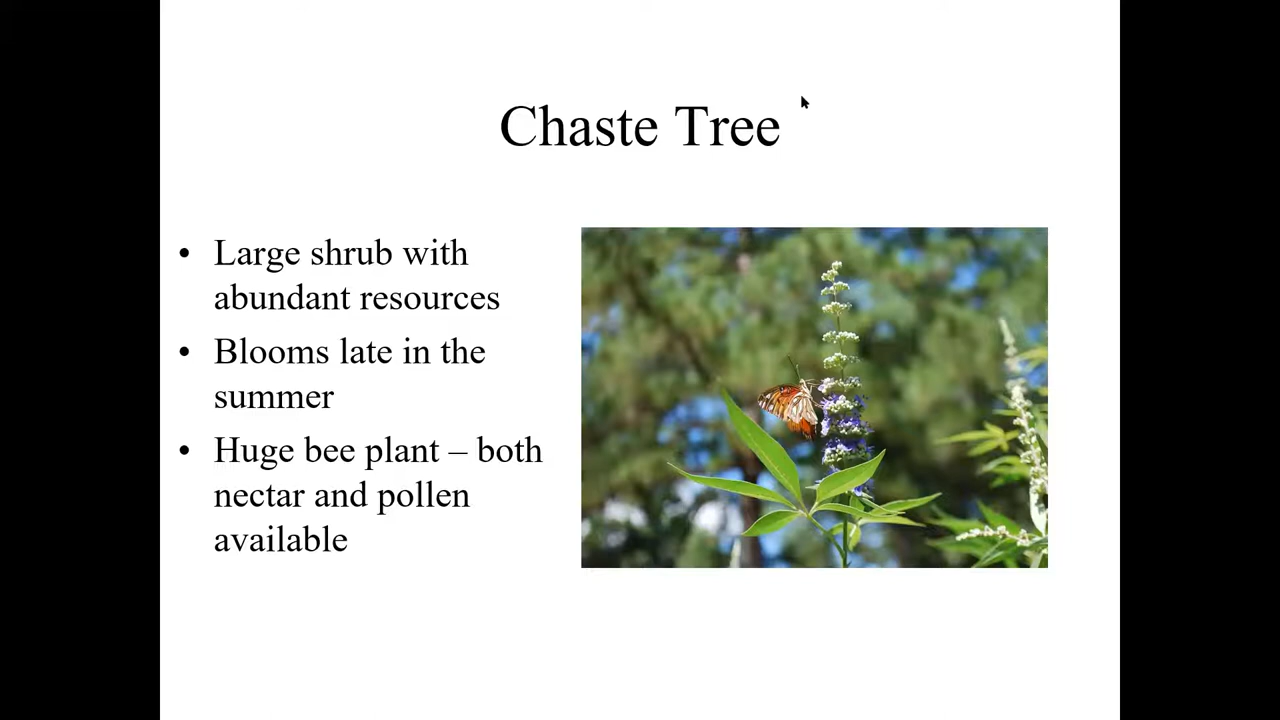 Chaste Tree
• Large shrub with
abundant resources
• Blooms late in the
summer
• Huge bee plant – both
nectar and pollen
available